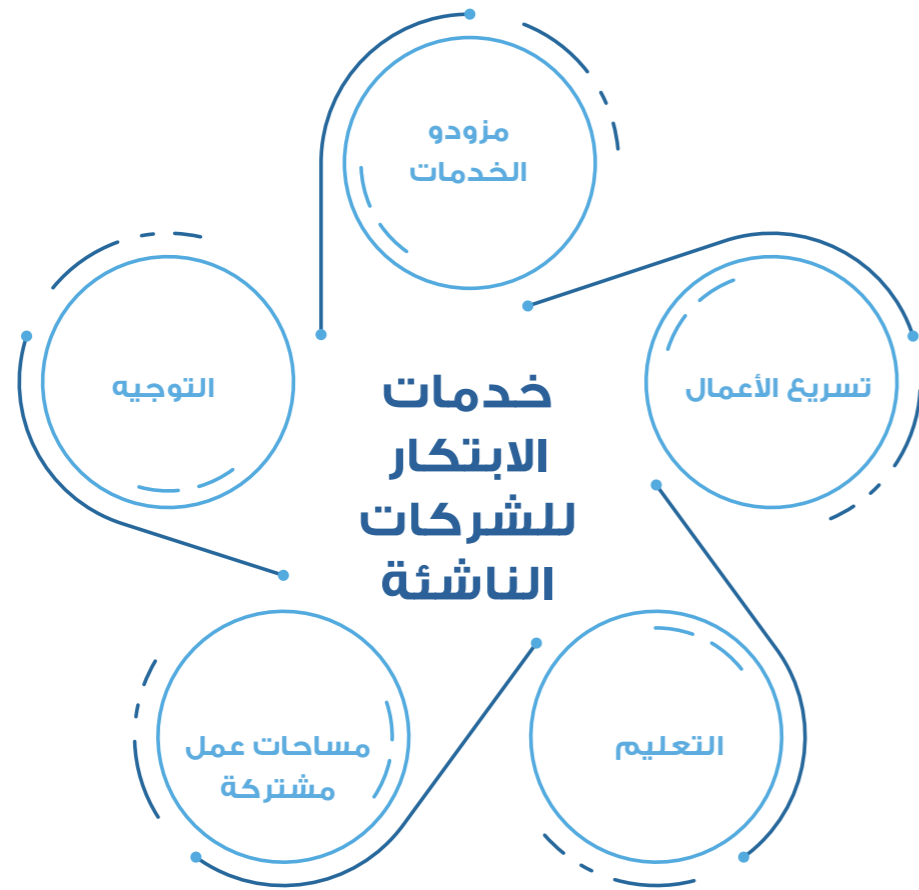 مزودو
الخدمات
تسريع الأعمال
التوجيه
خدمات
الابتكار
للشركات
الناشئة
التعليم
مساحات عمل
مشتركة